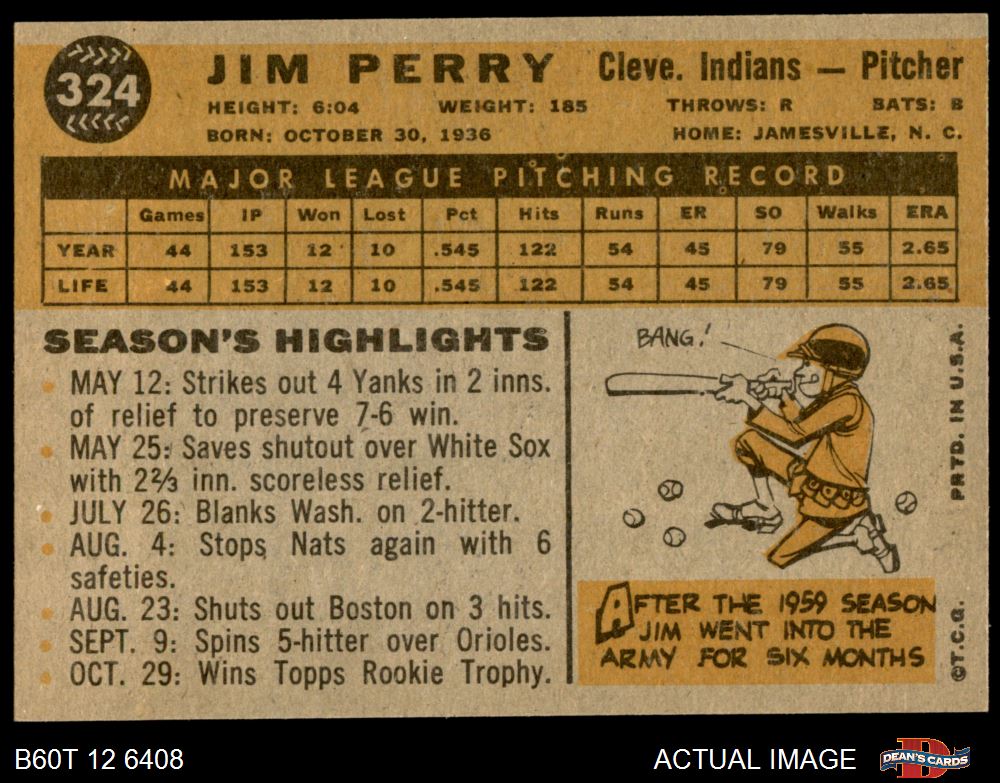 324
JIM PERRY Cleve. Indians — Pitcher
HEIGHT: 6:04 WEIGHT: 185 THROWS: R BATS: B
BORN: OCTOBER 30, 1936 HOME: JAMESVILLE, N. C.
MAJOR LEAGUE PITCHING RECORD
Games IP Won Lost Pct Hits Runs ER SO Walks ERA
YEAR 44 153 12 10 .545 122 54 45 79 55 2.65
LIFE 44 153 12 10 .545 122 54 45 79 55 2.65
SEASON'S HIGHLIGHTS
MAY 12: Strikes out 4 Yanks in 2 inns.
of relief to preserve 7-6 win.
MAY 25: Saves shutout over White Sox
with 2⅔ inn. scoreless relief.
JULY 26: Blanks Wash. on 2-hitter.
AUG. 4: Stops Nats again with 6
safeties.
AUG. 23: Shuts out Boston on 3 hits.
SEPT. 9: Spins 5-hitter over Orioles.
OCT. 29: Wins Topps Rookie Trophy.
BANG!
AFTER THE 1959 SEASON
JIM WENT INTO THE
ARMY FOR SIX MONTHS
©T.C.G. PRTD. IN U.S.A.
B60T 12 6408 ACTUAL IMAGE DEAN'S CARDS